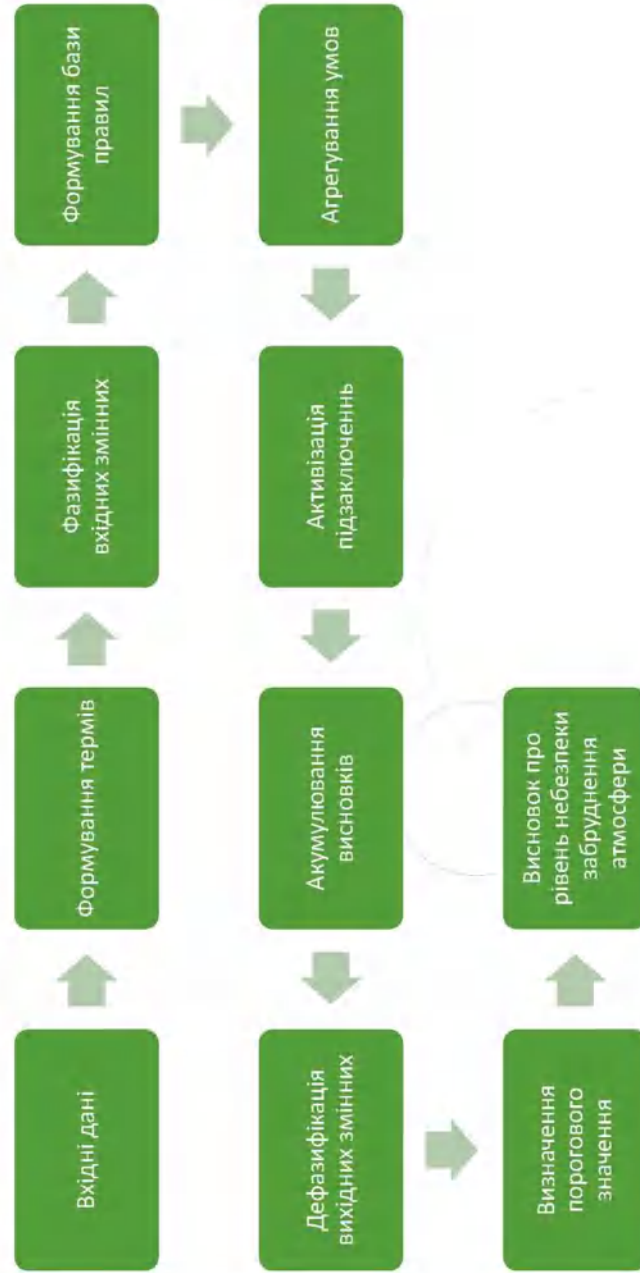 Вхідні дані
Формування термів
Фазифікація
вхідних змінних
Формування бази
правил
Агрегування умов
Активізація
підзаключеннь
Акумулювання
висновків
Дефазифікація
вихідних змінних
Визначення
порогового
значення
Висновок про
рівень небезпеки
забруднення
атмосфери